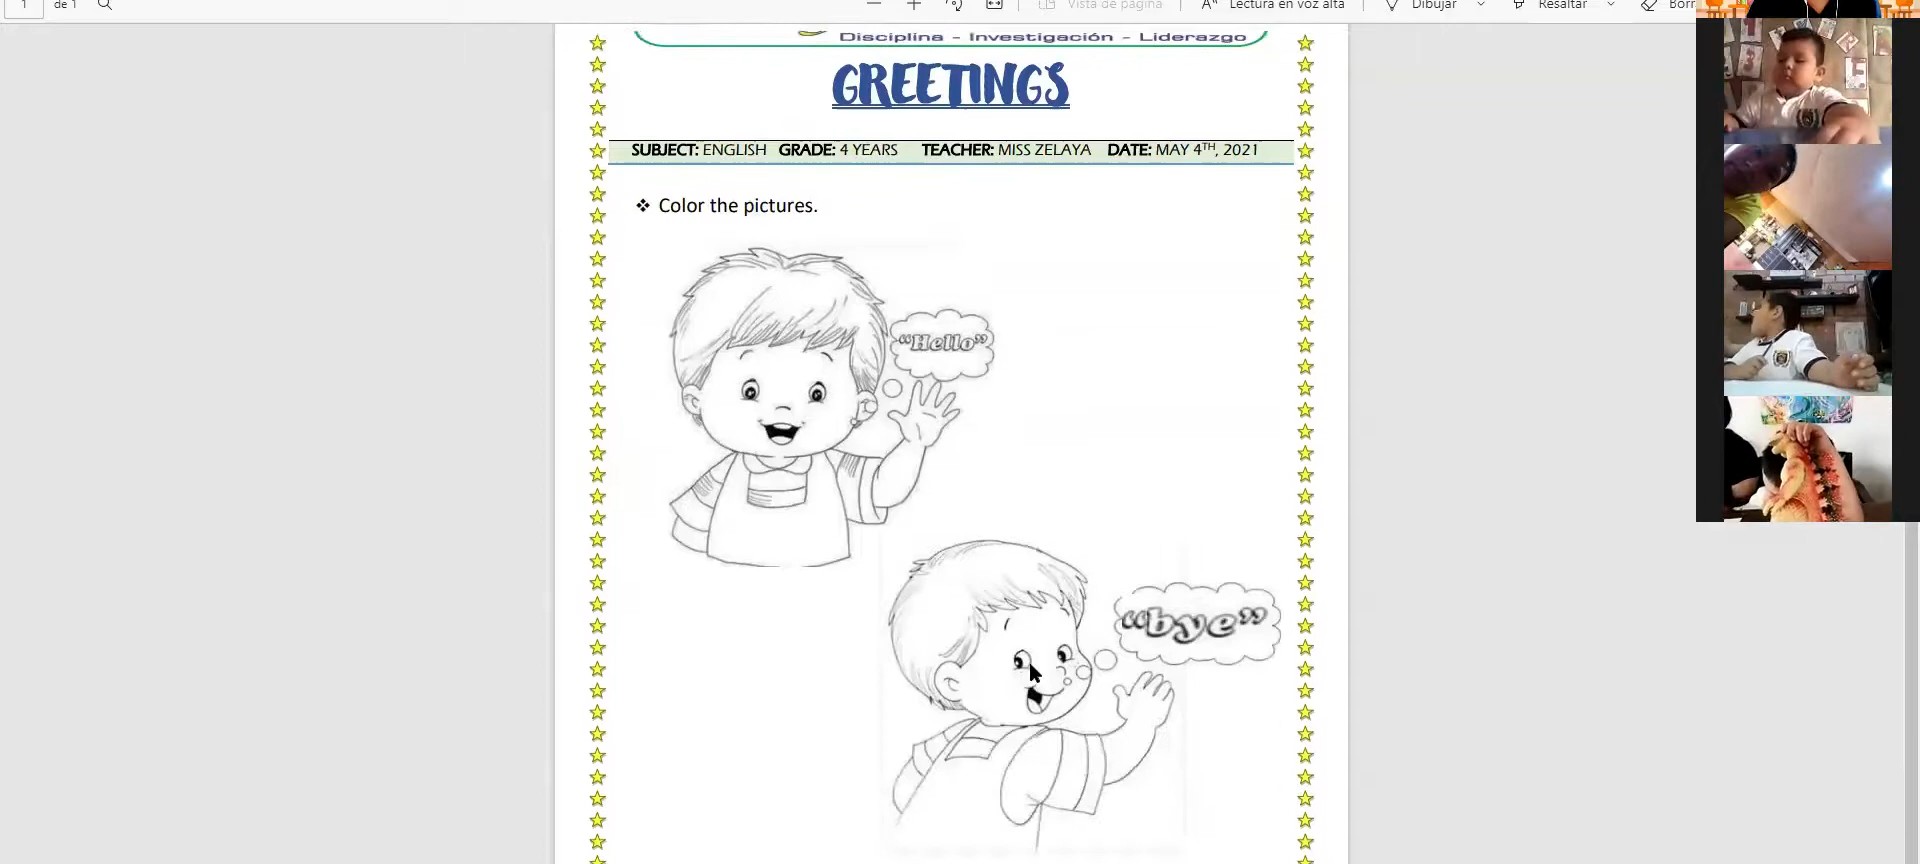 1 de 1 Vista de página Lectura en voz alta Dibujar Resaltar
Disciplina - Investigación - Liderazgo
GREETINGS
SUBJECT: ENGLISH GRADE: 4 YEARS TEACHER: MISS ZELAYA DATE: MAY 4TH, 2021
❖ Color the pictures.
“Hello”
“bye”